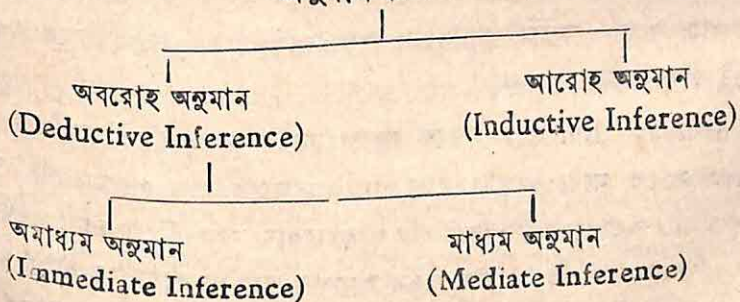 অবরোহ অনুমান
(Deductive Inference)
আরোহ অনুমান
(Inductive Inference)
অমাধ্যম অনুমান
(Immediate Inference)
মাধ্যম অনুমান
(Mediate Inference)